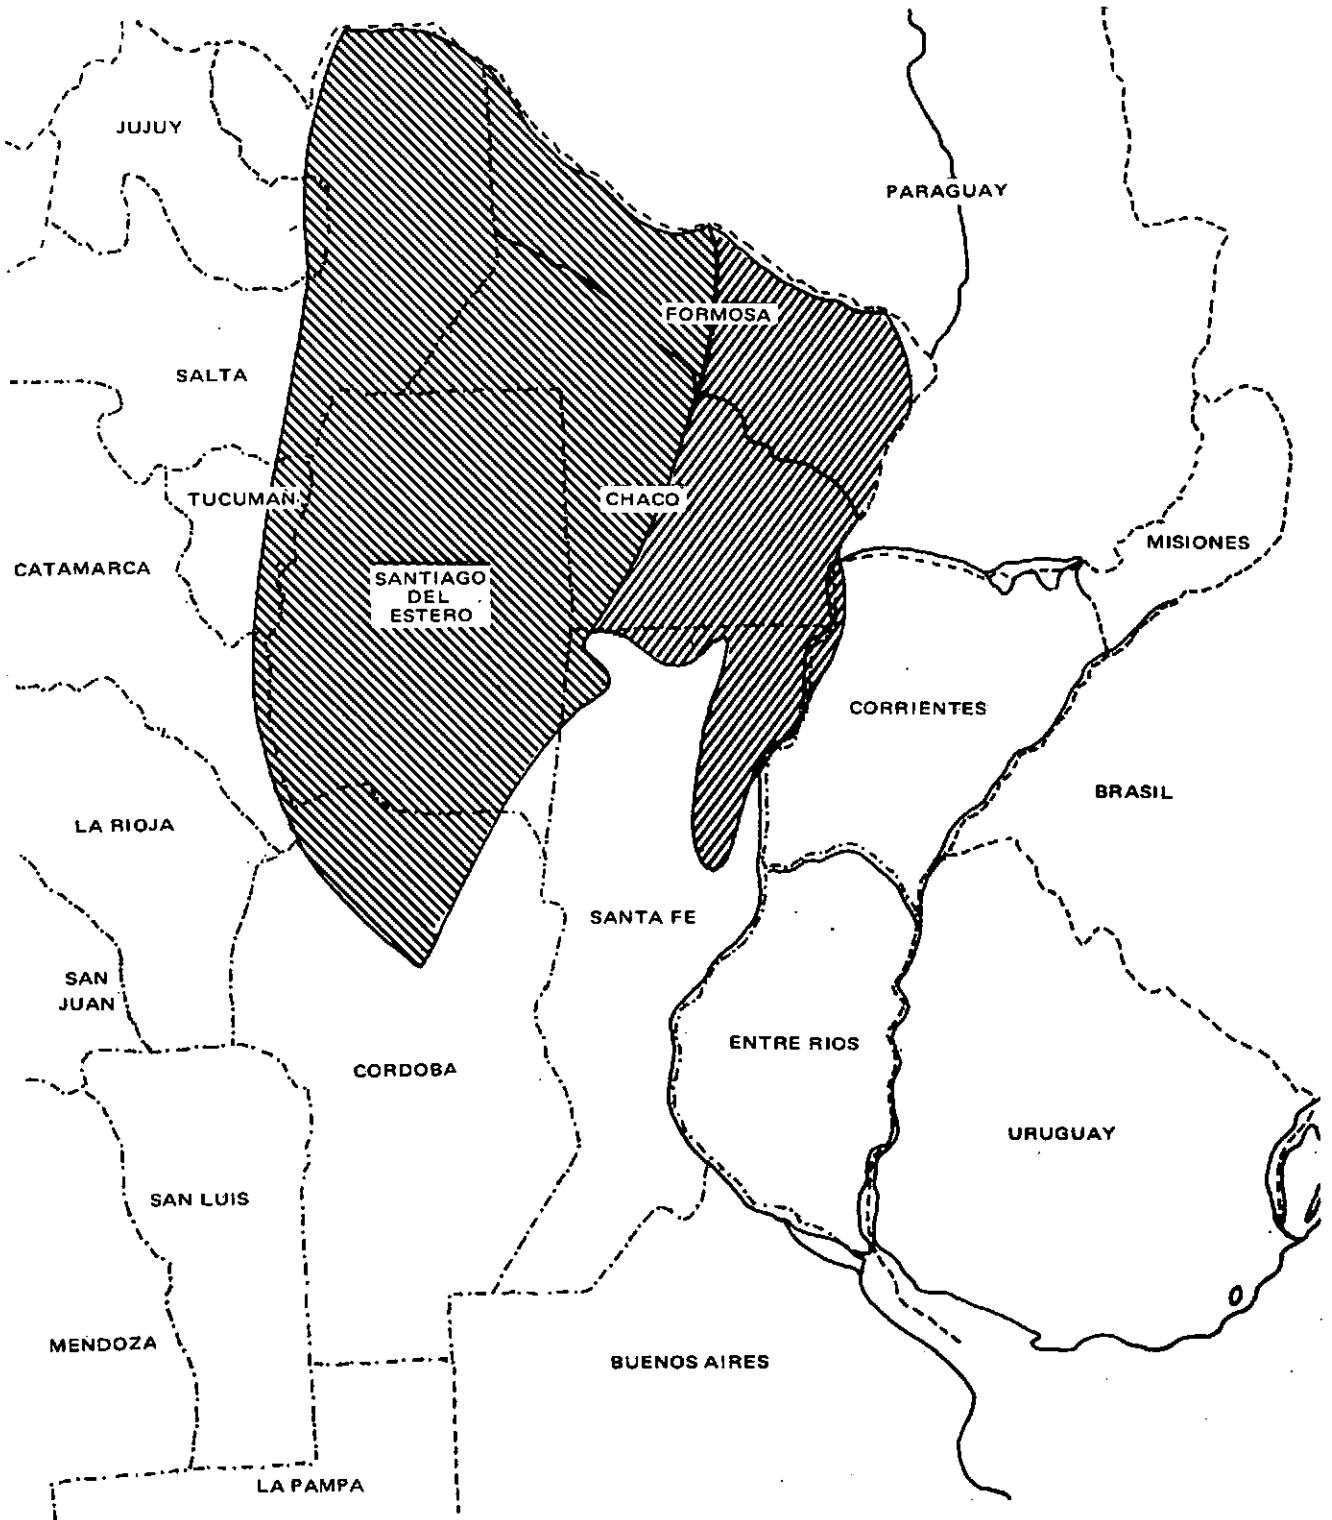 JUJUY
PARAGUAY
FORMOSA
SALTA
TUCUMAN
CHACO
MISIONES
CATAMARCA
SANTIAGO
DEL
ESTERO
CORRIENTES
BRASIL
LA RIOJA
SANTA FE
SAN
JUAN
ENTRE RIOS
CORDOBA
URUGUAY
SAN LUIS
MENDOZA
BUENOS AIRES
LA PAMPA